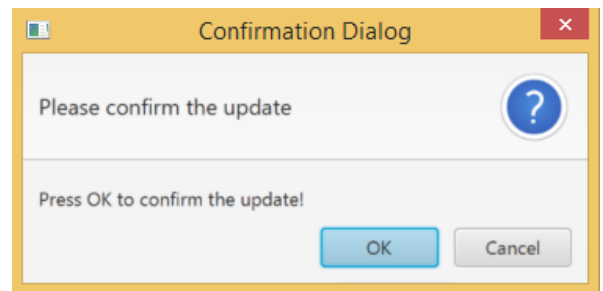 Confirmation Dialog
Please confirm the update
?
Press OK to confirm the update!
OK
Cancel